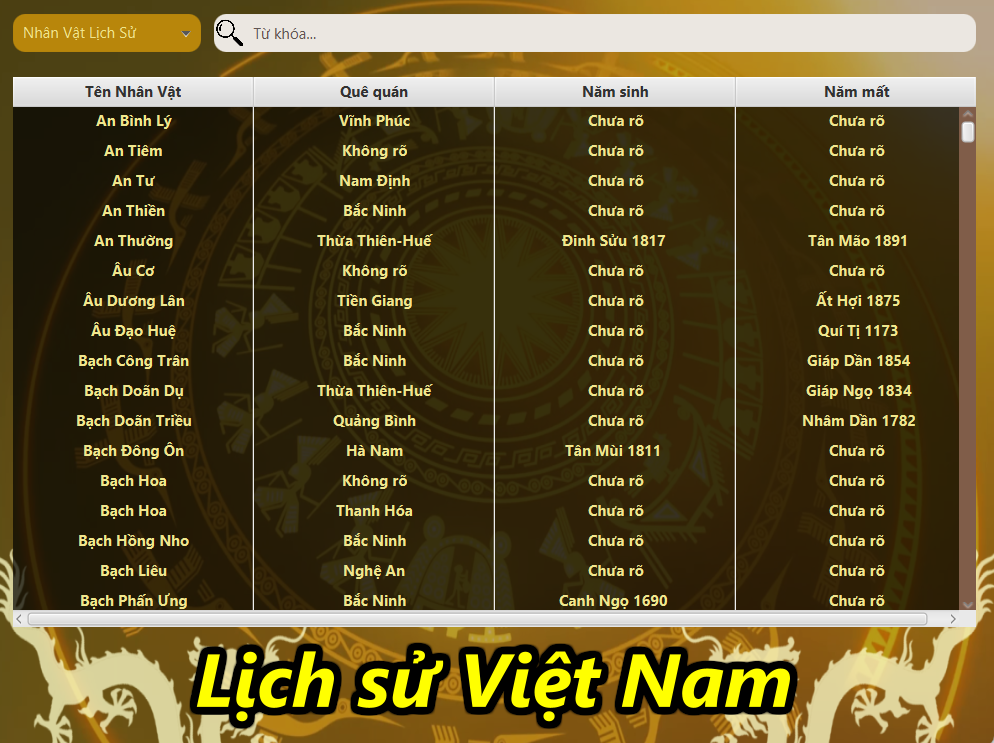 Nhân Vật Lịch Sử Từ khóa...
Tên Nhân Vật Quê quán Năm sinh Năm mất
An Bình Lý Vĩnh Phúc Chưa rõ Chưa rõ
An Tiêm Không rõ Chưa rõ Chưa rõ
An Tư Nam Định Chưa rõ Chưa rõ
An Thiền Bắc Ninh Chưa rõ Chưa rõ
An Thường Thừa Thiên-Huế Đinh Sửu 1817 Tân Mão 1891
Âu Cơ Không rõ Chưa rõ Chưa rõ
Âu Dương Lân Tiền Giang Chưa rõ Ất Hợi 1875
Âu Đạo Huệ Bắc Ninh Chưa rõ Quí Tị 1173
Bạch Công Trân Bắc Ninh Chưa rõ Giáp Dần 1854
Bạch Doãn Dụ Thừa Thiên-Huế Chưa rõ Giáp Ngọ 1834
Bạch Doãn Triều Quảng Bình Chưa rõ Nhâm Dần 1782
Bạch Đông Ôn Hà Nam Tân Mùi 1811 Chưa rõ
Bạch Hoa Không rõ Chưa rõ Chưa rõ
Bạch Hoa Thanh Hóa Chưa rõ Chưa rõ
Bạch Hồng Nho Bắc Ninh Chưa rõ Chưa rõ
Bạch Liêu Nghệ An Chưa rõ Chưa rõ
Bạch Phấn Ưng Bắc Ninh Canh Ngọ 1690 Chưa rõ
Lịch sử Việt Nam